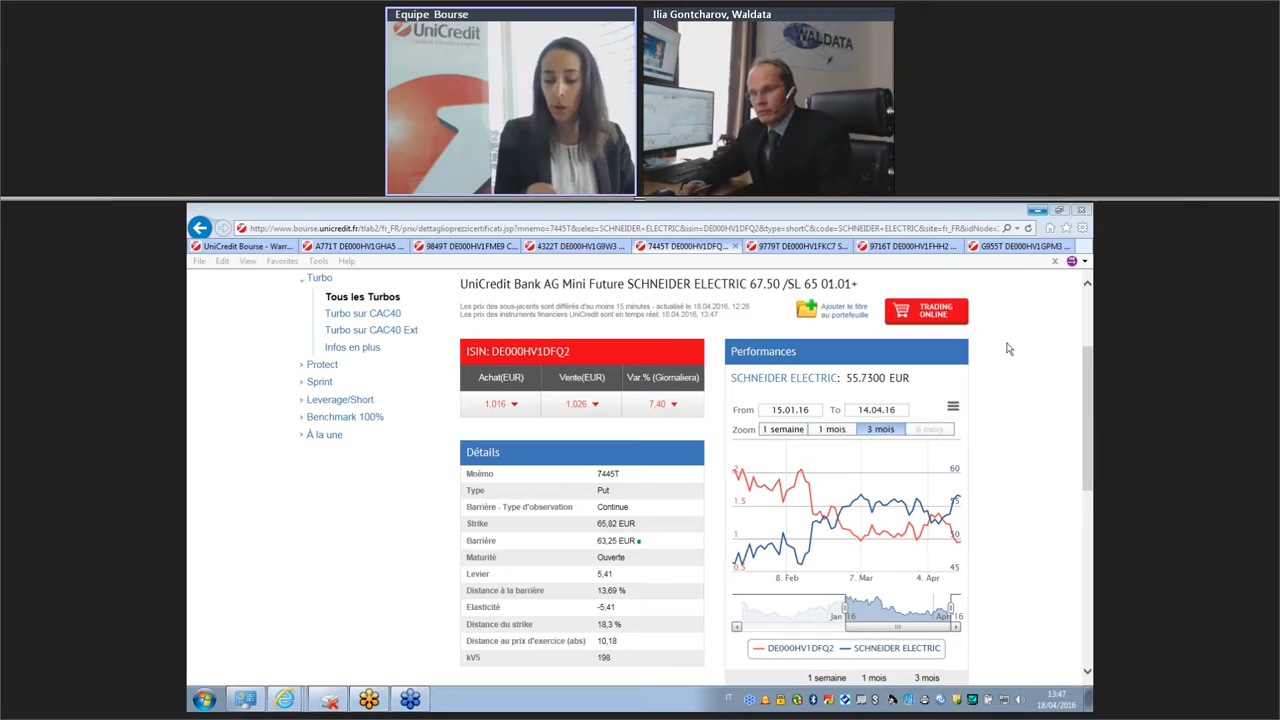 Equipe Bourse
Ilia Gontcharov, Waldata
UniCredit
WALDATA
http://www.bourse.unicredit.fr/tlab2/fr_FR/prix/dettaglioprezzicertificati.jsp?mnemo=7445T&selez=SCHNEIDER+ELECTRIC&isin=DE000HV1DFQ2&type=shortC&code=SCHNEIDER+ELECTRIC&site=fr_FR&idNode=
UniCredit Bourse - Warr...
A771T DE000HV1GHA5 ...
9849T DE000HV1FME9 C...
4322T DE000HV1G9W3 ...
7445T DE000HV1DFQ...
9779T DE000HV1FKC7 S...
9716T DE000HV1FHH2 ...
G955T DE000HV1GPM3 ...
File Edit View Favorites Tools Help
Turbo
Tous les Turbos
Turbo sur CAC40
Turbo sur CAC40 Ext
Infos en plus
Protect
Sprint
Leverage/Short
Benchmark 100%
À la une
UniCredit Bank AG Mini Future SCHNEIDER ELECTRIC 67.50 /SL 65 01.01+
Les prix des sous-jacents sont différés d'au moins 15 minutes - actualisé le 18.04.2016, 12:28
Les prix des instruments financiers UniCredit sont en temps réel: 18.04.2016, 13:47
Ajouter le titre
au portefeuille
TRADING
ONLINE
ISIN: DE000HV1DFQ2
Achat(EUR) Vente(EUR) Var.% (Giornaliera)
1,016 1,026 7,40
Détails
Mnémo 7445T
Type Put
Barrière - Type d'observation Continue
Strike 65,82 EUR
Barrière 63,25 EUR
Maturité Ouverte
Levier 5,41
Distance à la barrière 13,69 %
Elasticité -5,41
Distance du strike 18,3 %
Distance au prix d'exercice (abs) 10,18
kV5 198
Performances
SCHNEIDER ELECTRIC: 55.7300 EUR
From 15.01.16 To 14.04.16
Zoom 1 semaine 1 mois 3 mois 6 mois
2 60
1.5 55
1 50
0.5 45
8. Feb 7. Mar 4. Apr
Jan '16 Apr '16
DE000HV1DFQ2 SCHNEIDER ELECTRIC
1 semaine 1 mois 3 mois
IT
13:47
18/04/2016